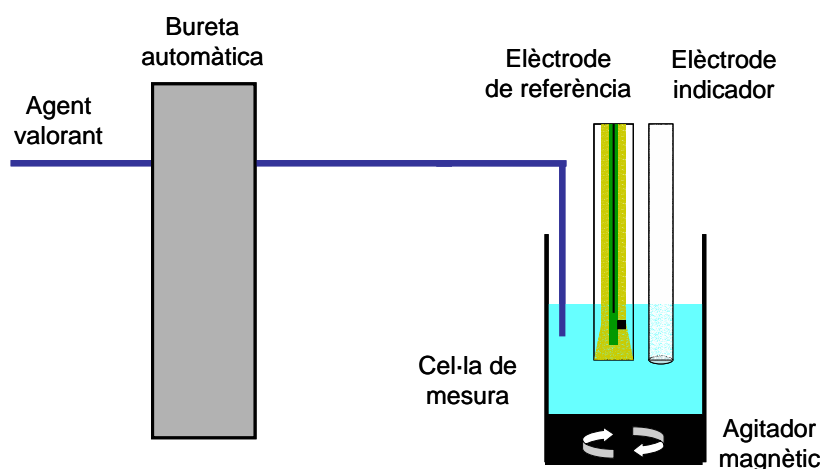 Bureta
automàtica
Elèctrode
de referència
Elèctrode
indicador
Agent
valorant
Cel·la de
mesura
Agitador
magnètic